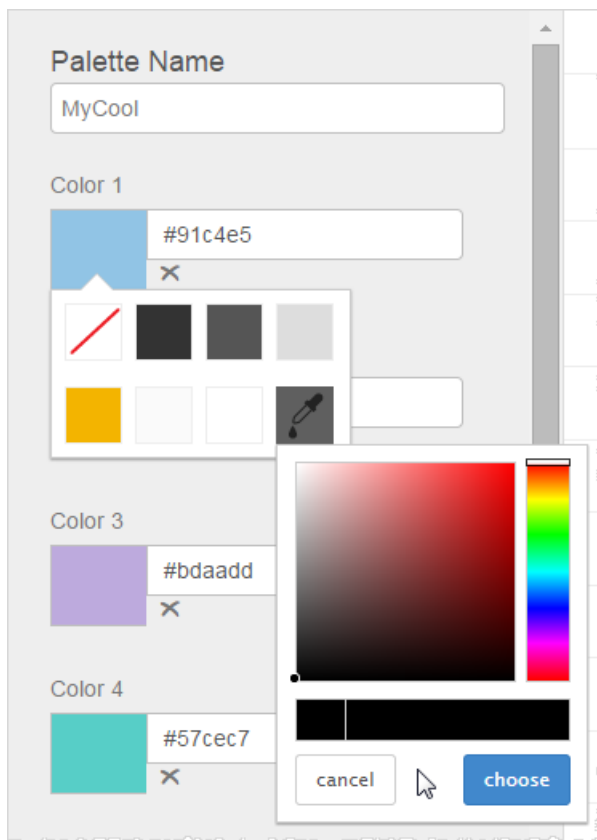 Palette Name
MyCool
Color 1
#91c4e5
Color 3
#bdaadd
Color 4
#57cec7
cancel
choose